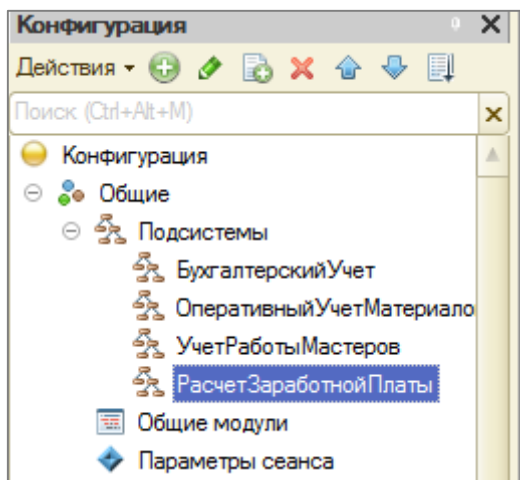 Конфигурация
Действия
Поиск (Ctrl+Alt+M)
Конфигурация
Общие
Подсистемы
БухгалтерскийУчет
ОперативныйУчетМатериало
УчетРаботыМастеров
РасчетЗаработнойПлаты
Общие модули
Параметры сеанса